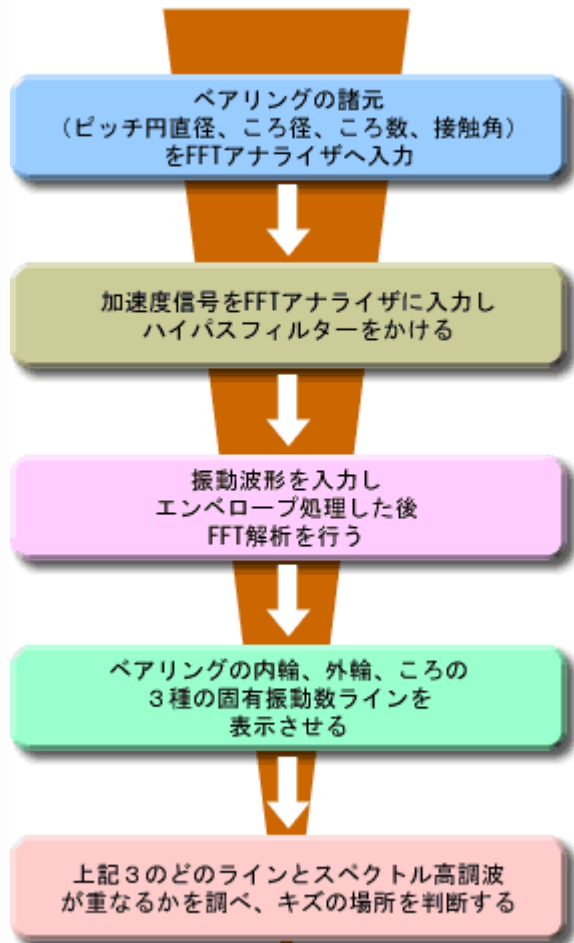 ベアリングの諸元
(ピッチ円直径、ころ径、ころ数、接触角)
をFFTアナライザへ入力
加速度信号をFFTアナライザに入力し
ハイパスフィルターをかける
振動波形を入力し
エンベロープ処理した後
FFT解析を行う
ベアリングの内輪、外輪、ころの
3種の固有振動数ラインを
表示させる
上記3のどのラインとスペクトル高調波
が重なるかを調べ、キズの場所を判断する